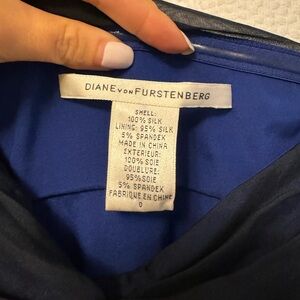 DIANE VON FURSTENBERG
SHELL:
100% SILK
LINING: 95% SILK
5% SPANDEX
MADE IN CHINA
EXTERIEUR:
100% SOIE
DOUBLURE:
95% SOIE
5% SPANDEX
FABRIQUE EN CHINE
0